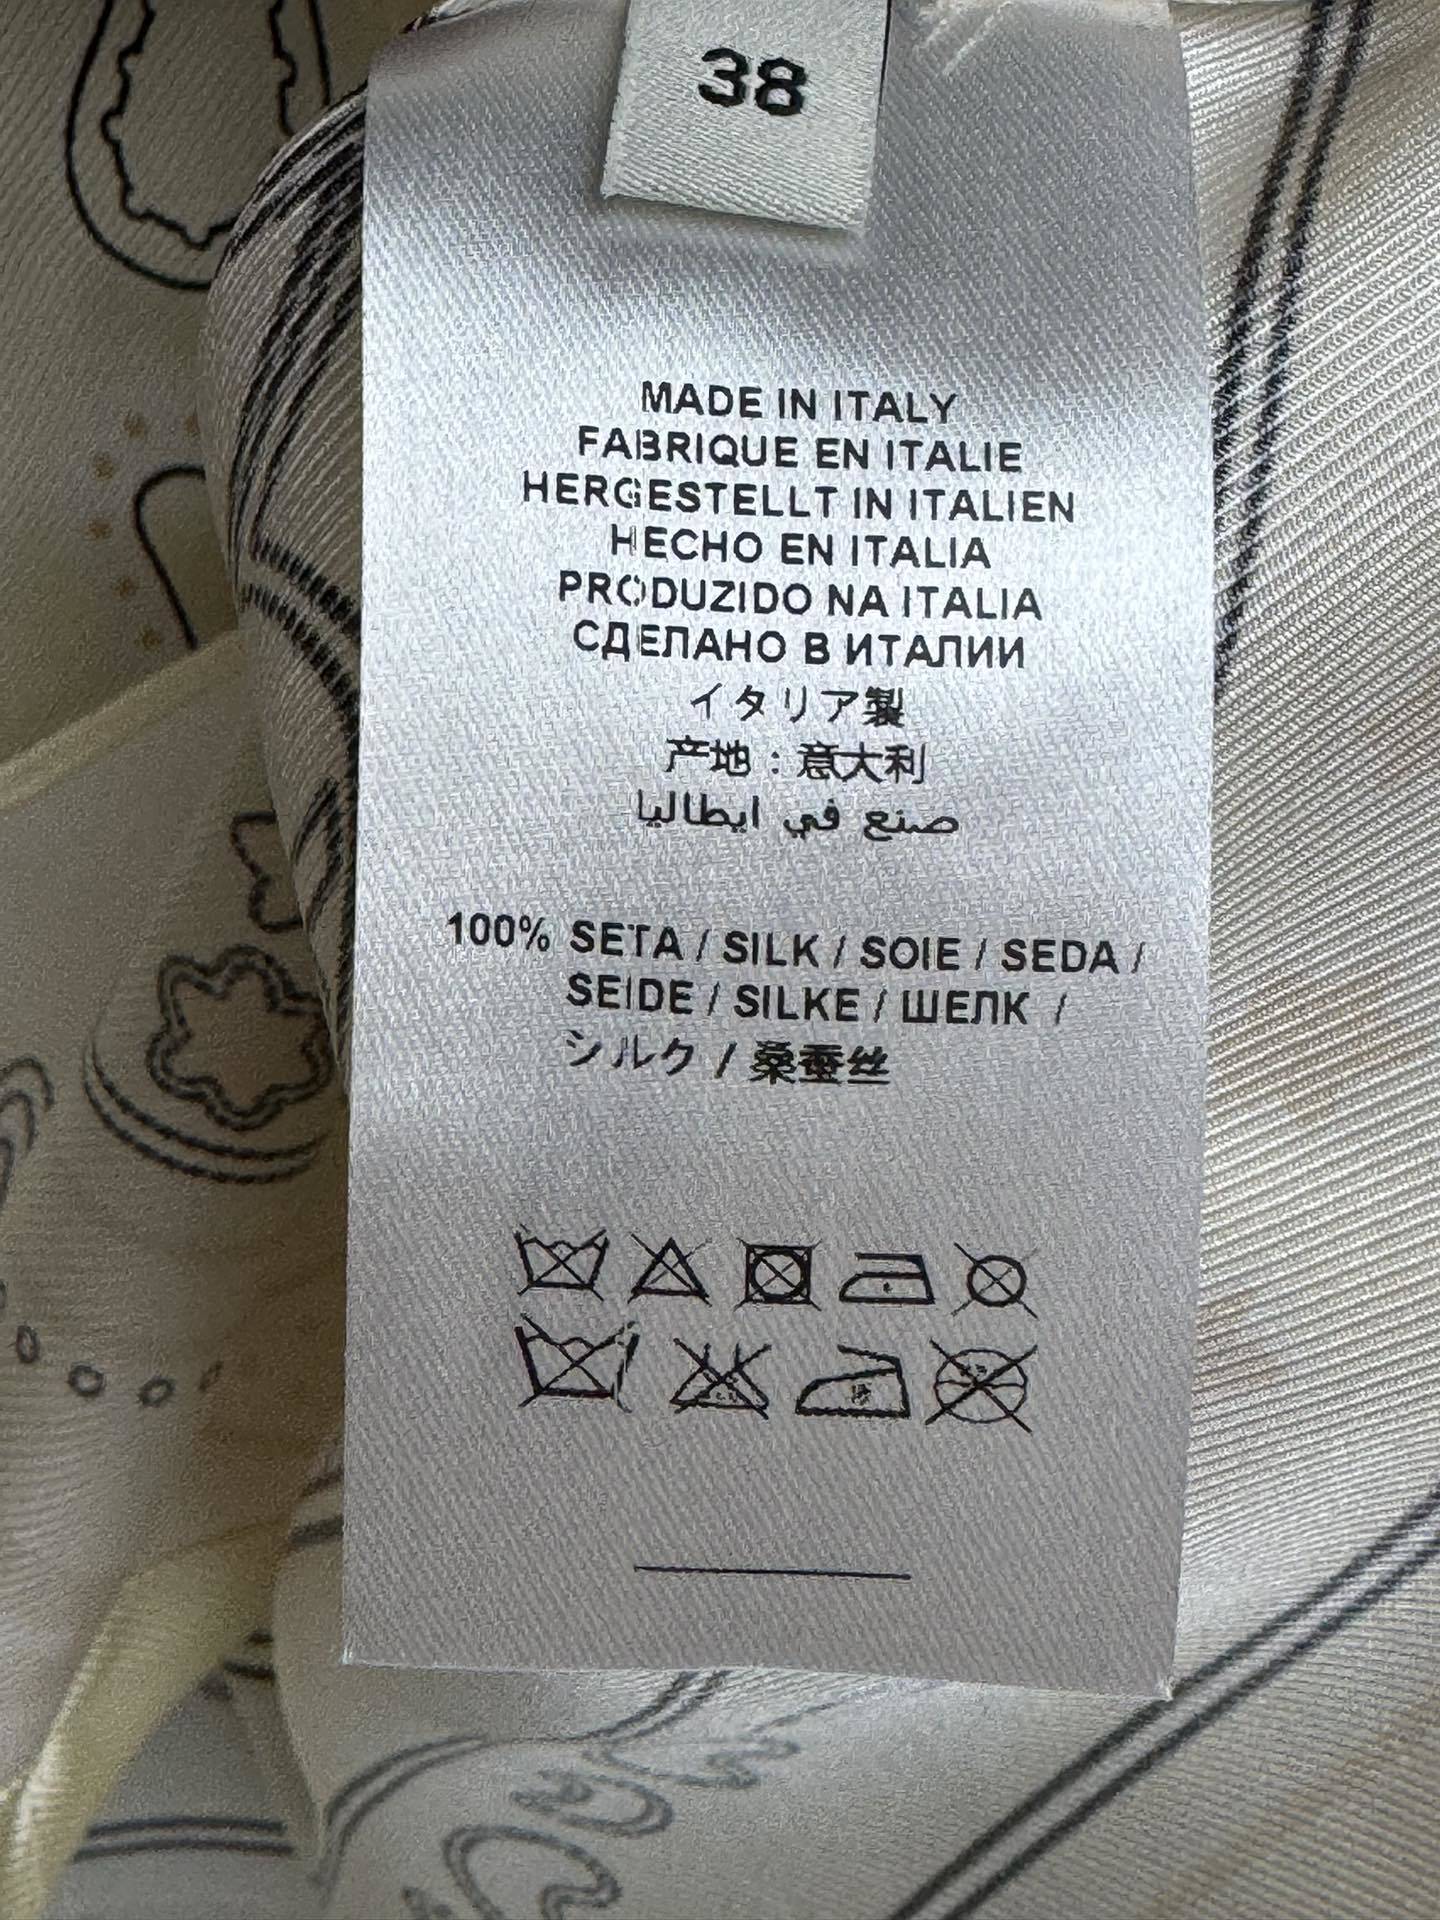 38
MADE IN ITALY
FABRIQUE EN ITALIE
HERGESTELLT IN ITALIEN
HECHO EN ITALIA
PRODUZIDO NA ITALIA
СДЕЛАНО В ИТАЛИИ
イタリア製
产地：意大利
صنع في ايطاليا
100% SETA / SILK / SOIE / SEDA /
SEIDE / SILKE / ШЕЛК /
シルク / 桑蚕丝